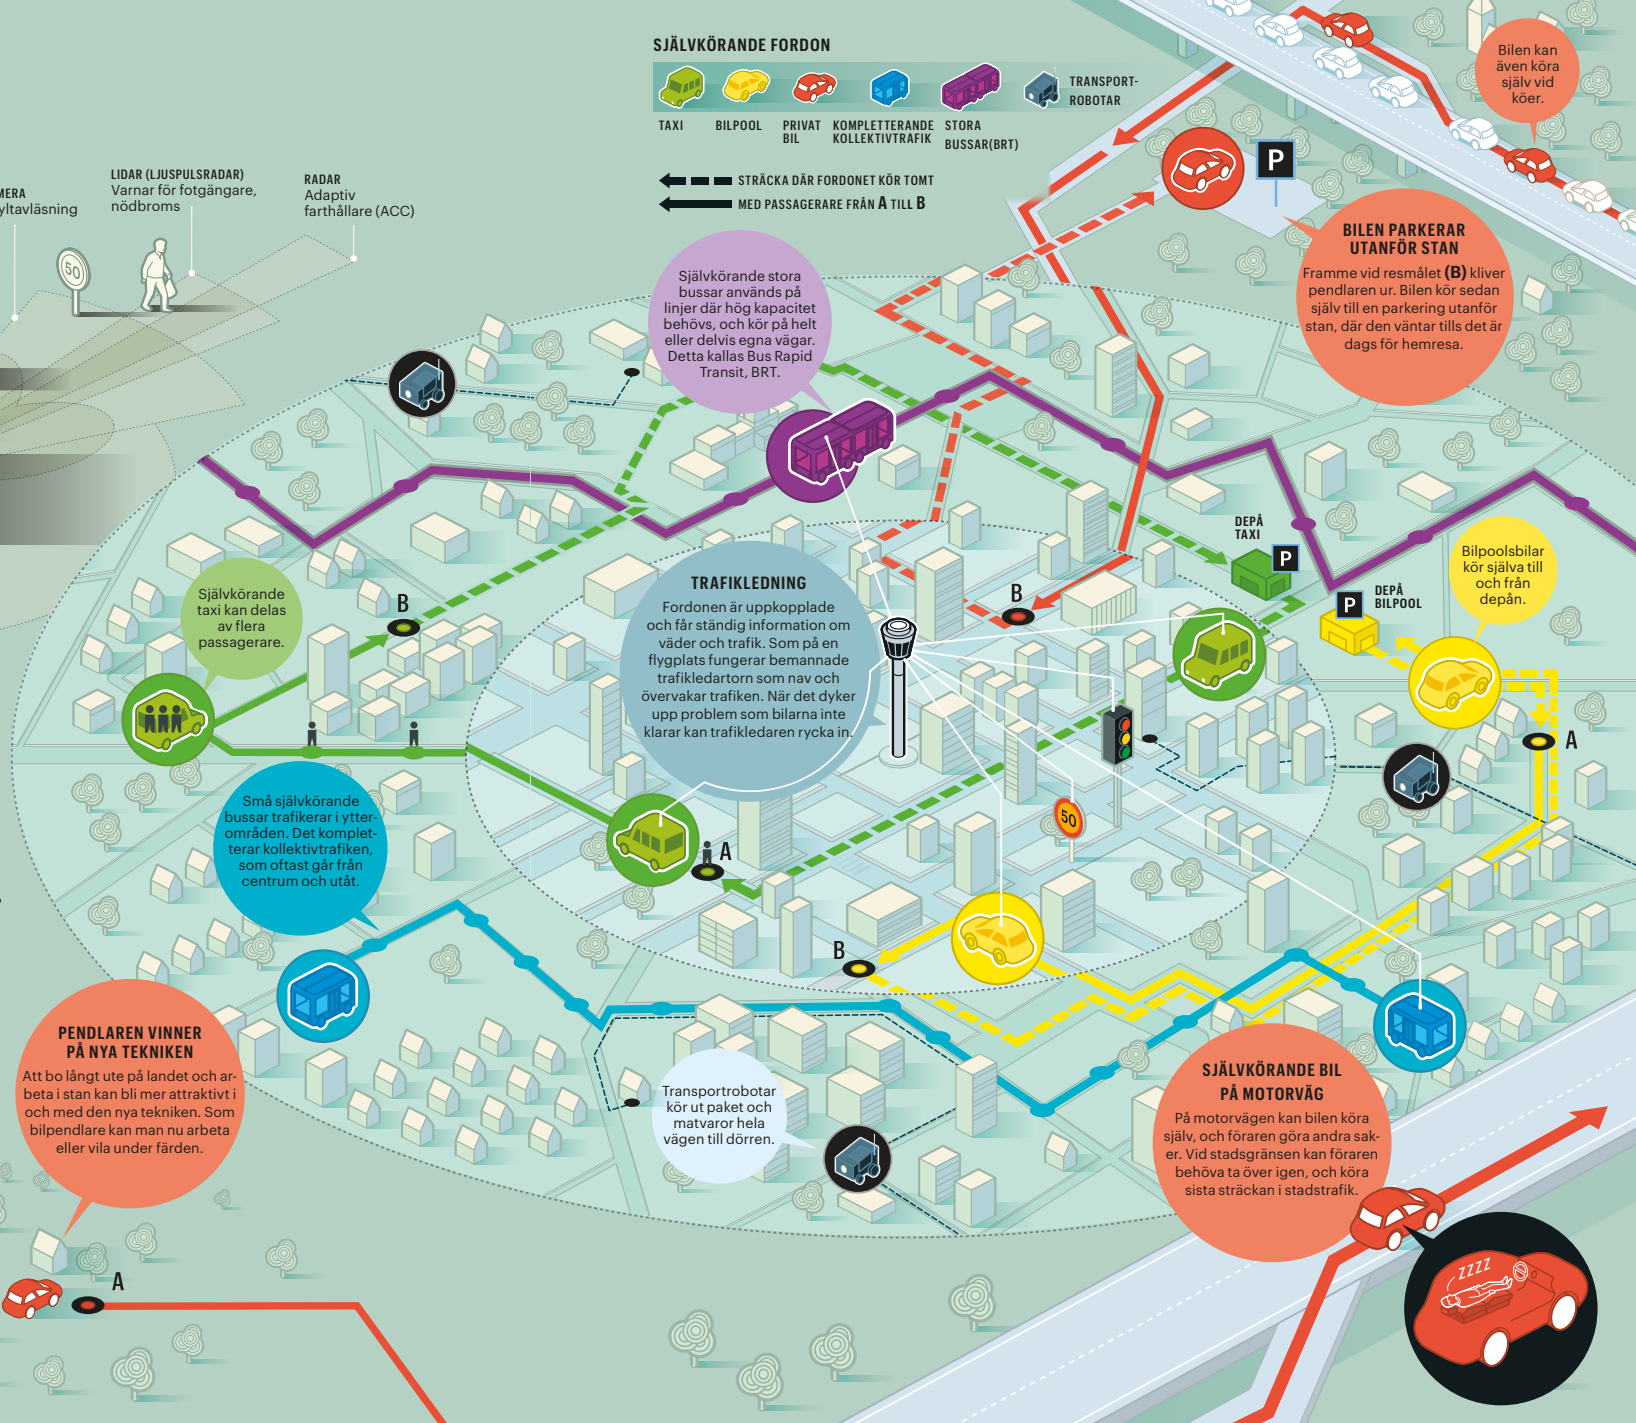 SJÄLVKÖRANDE FORDON
TRANSPORT-
ROBOTAR
TAXI
BILPOOL
PRIVAT
BIL
KOMPLETTERANDE
KOLLEKTIVTRAFIK
STORA
BUSSAR(BRT)
STRÄCKA DÄR FORDONET KÖR TOMT
MED PASSAGERARE FRÅN A TILL B
Bilen kan
även köra
själv vid
köer.
P
BILEN PARKERAR
UTANFÖR STAN
Framme vid resmålet (B) kliver
pendlaren ur. Bilen kör sedan
själv till en parkering utanför
stan, där den väntar tills det är
dags för hemresa.
MERA
yltavläsning
LIDAR (LJUSPULSRADAR)
Varnar för fotgängare,
nödbroms
RADAR
Adaptiv
farthållare (ACC)
50
Självkörande stora
bussar används på
linjer där hög kapacitet
behövs, och kör på helt
eller delvis egna vägar.
Detta kallas Bus Rapid
Transit, BRT.
DEPÅ
TAXI
P
DEPÅ
BILPOOL
P
Bilpoolsbilar
kör själva till
och från
depån.
A
Självkörande
taxi kan delas
av flera
passagerare.
B
TRAFIKLEDNING
Fordonen är uppkopplade
och får ständig information om
väder och trafik. Som på en
flygplats fungerar bemannade
trafikledartorn som nav och
övervakar trafiken. När det dyker
upp problem som bilarna inte
klarar kan trafikledaren rycka in.
B
50
A
B
Små självkörande
bussar trafikerar i ytter-
områden. Det komplet-
terar kollektivtrafiken,
som oftast går från
centrum och utåt.
PENDLAREN VINNER
PÅ NYA TEKNIKEN
Att bo långt ute på landet och ar-
beta i stan kan bli mer attraktivt i
och med den nya tekniken. Som
bilpendlare kan man nu arbeta
eller vila under färden.
A
Transportrobotar
kör ut paket och
matvaror hela
vägen till dörren.
SJÄLVKÖRANDE BIL
PÅ MOTORVÄG
På motorvägen kan bilen köra
själv, och föraren göra andra sak-
er. Vid stadsgränsen kan föraren
behöva ta över igen, och köra
sista sträckan i stadstrafik.
ZZZZ